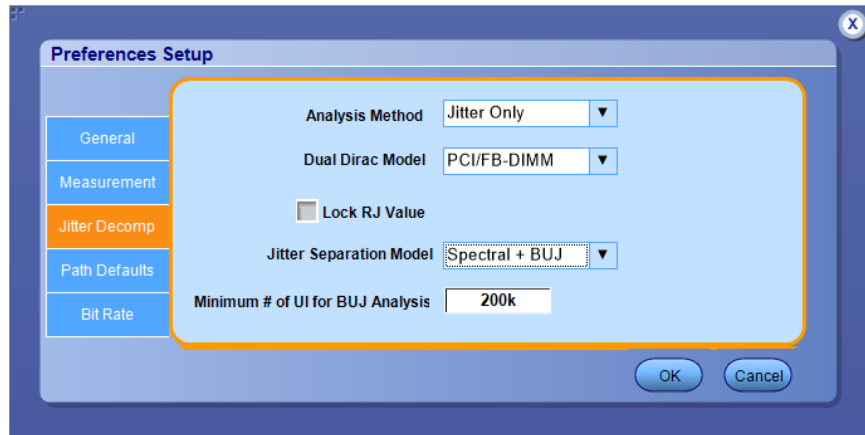 X
Preferences Setup
General
Measurement
Jitter Decomp
Path Defaults
Bit Rate
Analysis Method Jitter Only ▼
Dual Dirac Model PCI/FB-DIMM ▼
Lock RJ Value
Jitter Separation Model Spectral + BUJ ▼
Minimum # of UI for BUJ Analysis 200k
OK Cancel